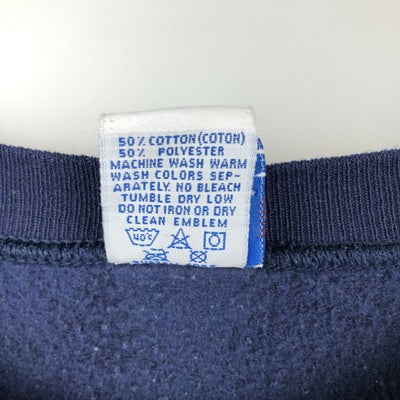 50% COTTON(COTON)
50% POLYESTER
MACHINE WASH WARM
WASH COLORS SEP-
ARATELY. NO BLEACH
TUMBLE DRY LOW
DO NOT IRON OR DRY
CLEAN EMBLEM
40°C